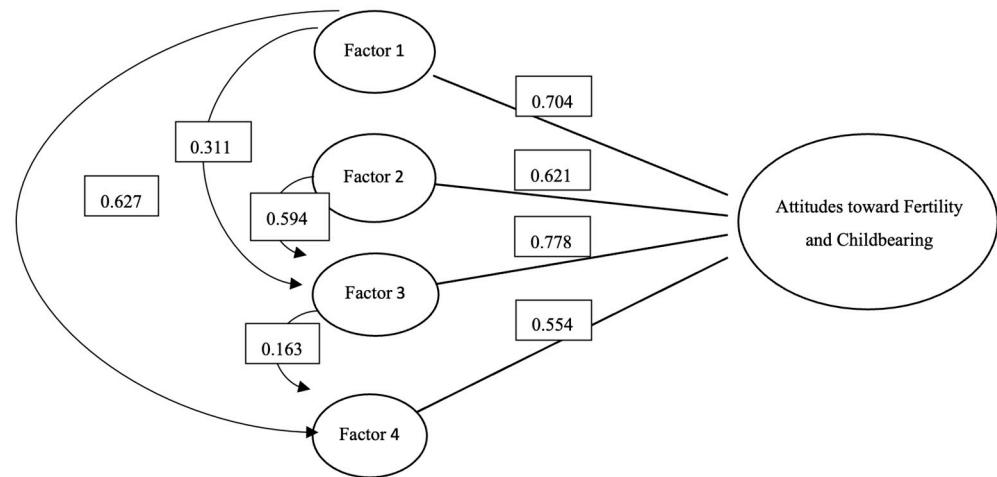 Factor 1
0.704
0.311
Factor 2
0.621
0.627
0.594
Attitudes toward Fertility
and Childbearing
0.778
Factor 3
0.554
0.163
Factor 4